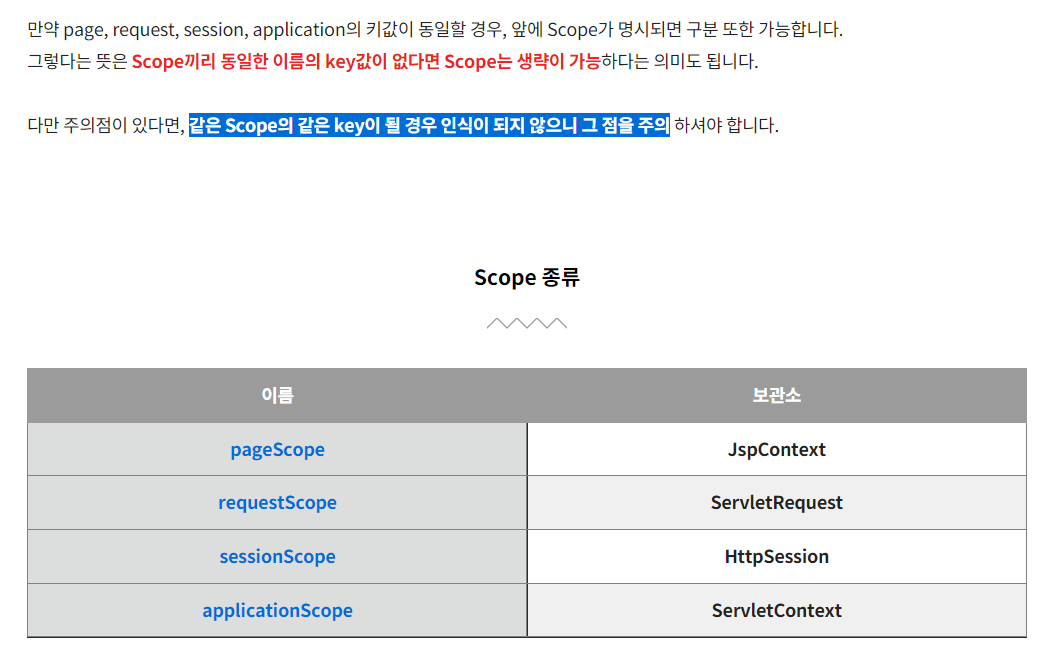 만약 page, request, session, application의 키값이 동일할 경우, 앞에 Scope가 명시되면 구분 또한 가능합니다.
그렇다는 뜻은 Scope끼리 동일한 이름의 key값이 없다면 Scope는 생략이 가능하다는 의미도 됩니다.
다만 주의점이 있다면, 같은 Scope의 같은 key이 될 경우 인식이 되지 않으니 그 점을 주의 하셔야 합니다.
Scope 종류
이름 보관소
pageScope JspContext
requestScope ServletRequest
sessionScope HttpSession
applicationScope ServletContext